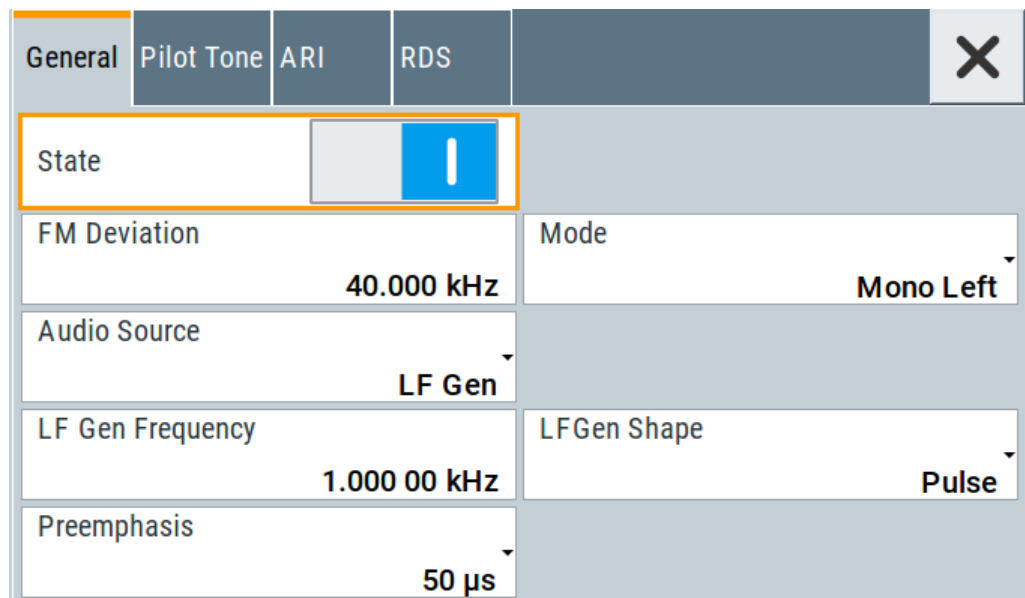 General Pilot Tone ARI RDS
State
FM Deviation Mode
40.000 kHz Mono Left
Audio Source
LF Gen
LF Gen Frequency LFGen Shape
1.000 00 kHz Pulse
Preemphasis
50 µs